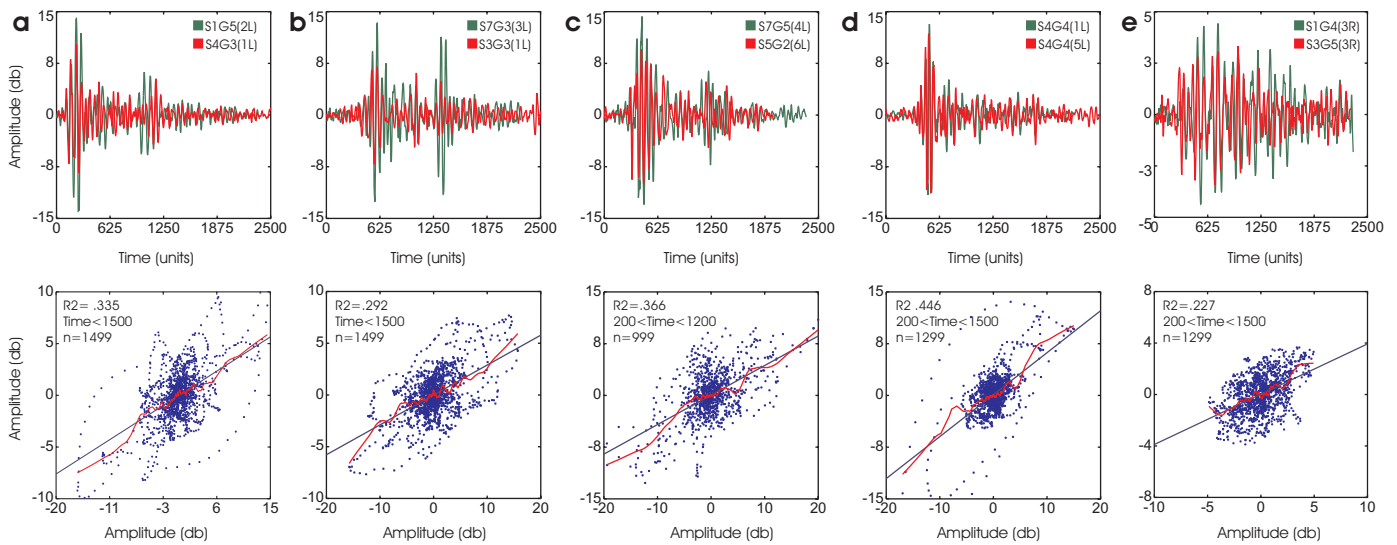 a
S1G5(2L)
S4G3(1L)
15
8
0
-8
-15
0 625 1250 1875 2500
Amplitude (db)
Time (units)
b
S7G3(3L)
S3G3(1L)
15
8
0
-8
-15
0 625 1250 1875 2500
Time (units)
c
S7G5(4L)
S5G2(6L)
15
8
0
-8
-15
0 625 1250 1875 2500
Time (units)
d
S4G4(1L)
S4G4(5L)
15
8
0
-8
-15
0 625 1250 1875 2500
Time (units)
e
S1G4(3R)
S3G5(3R)
5
3
0
-3
-5
0 625 1250 1875 2500
Time (units)
R2= .335
Time<1500
n=1499
10
5
0
-5
-10
-20 -11 -3 6 15
Amplitude (db)
Amplitude (db)
R2=.292
Time<1500
n=1499
10
5
0
-5
-10
-20 -10 0 10 20
Amplitude (db)
R2=.366
200<Time<1200
n=999
15
8
0
-8
-15
-20 -10 0 10 20
Amplitude (db)
R2 .446
200<Time<1500
n=1299
15
8
0
-8
-15
-20 -10 0 10 20
Amplitude (db)
R2=.227
200<Time<1500
n=1299
8
4
0
-4
-8
-10 -5 0 5 10
Amplitude (db)